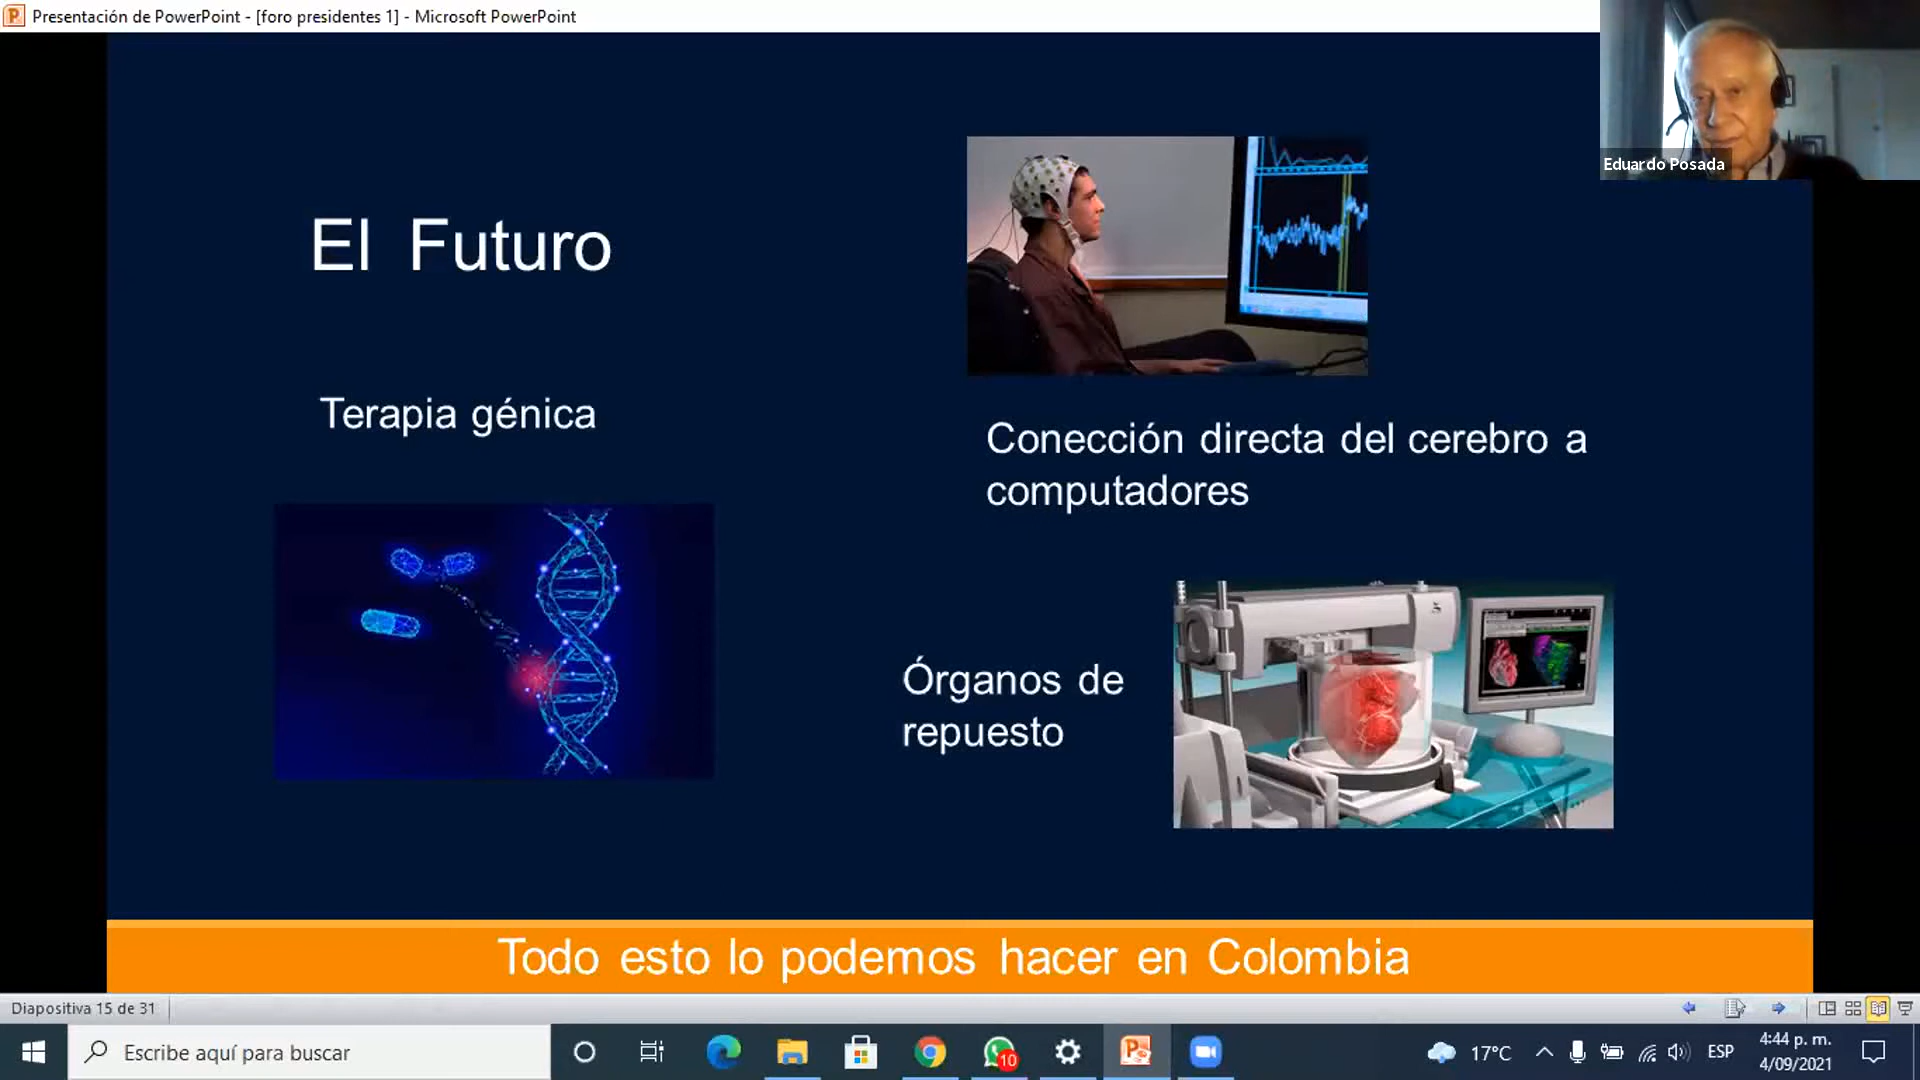 Presentación de PowerPoint - [foro presidentes 1] - Microsoft PowerPoint
Eduardo Posada
El Futuro
Terapia génica
Conección directa del cerebro a
computadores
Órganos de
repuesto
Todo esto lo podemos hacer en Colombia
Diapositiva 15 de 31
Escribe aquí para buscar
10
17°C
ESP
4:44 p. m.
4/09/2021